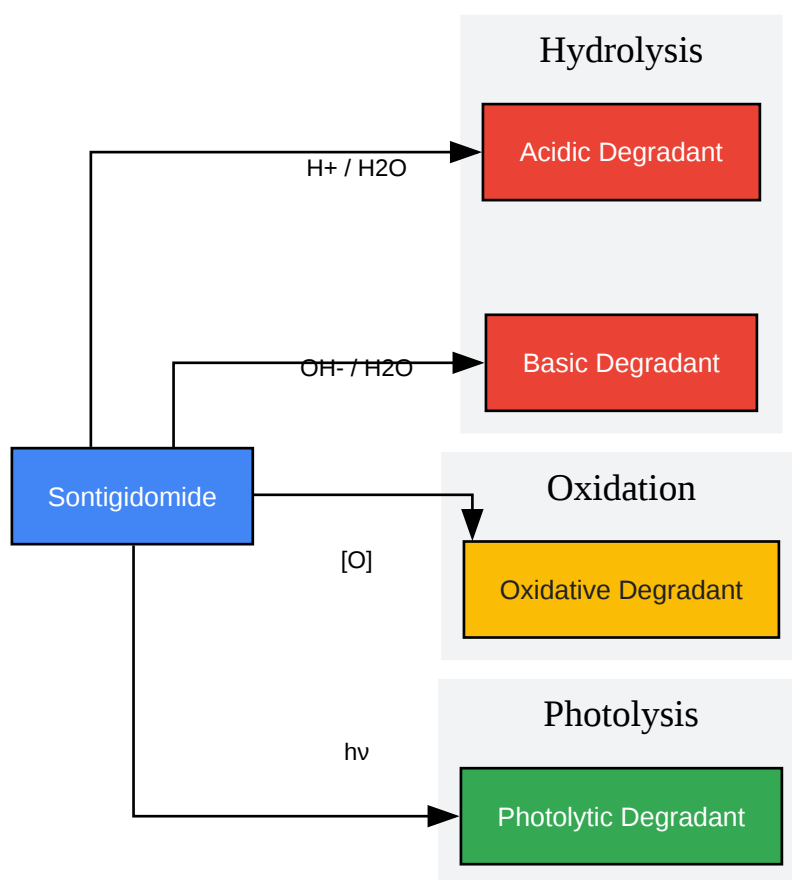 Hydrolysis
Acidic Degradant
H+ / H2O
Basic Degradant
OH- / H2O
Sontigidomide
Oxidation
[O]
Oxidative Degradant
Photolysis
hν
Photolytic Degradant